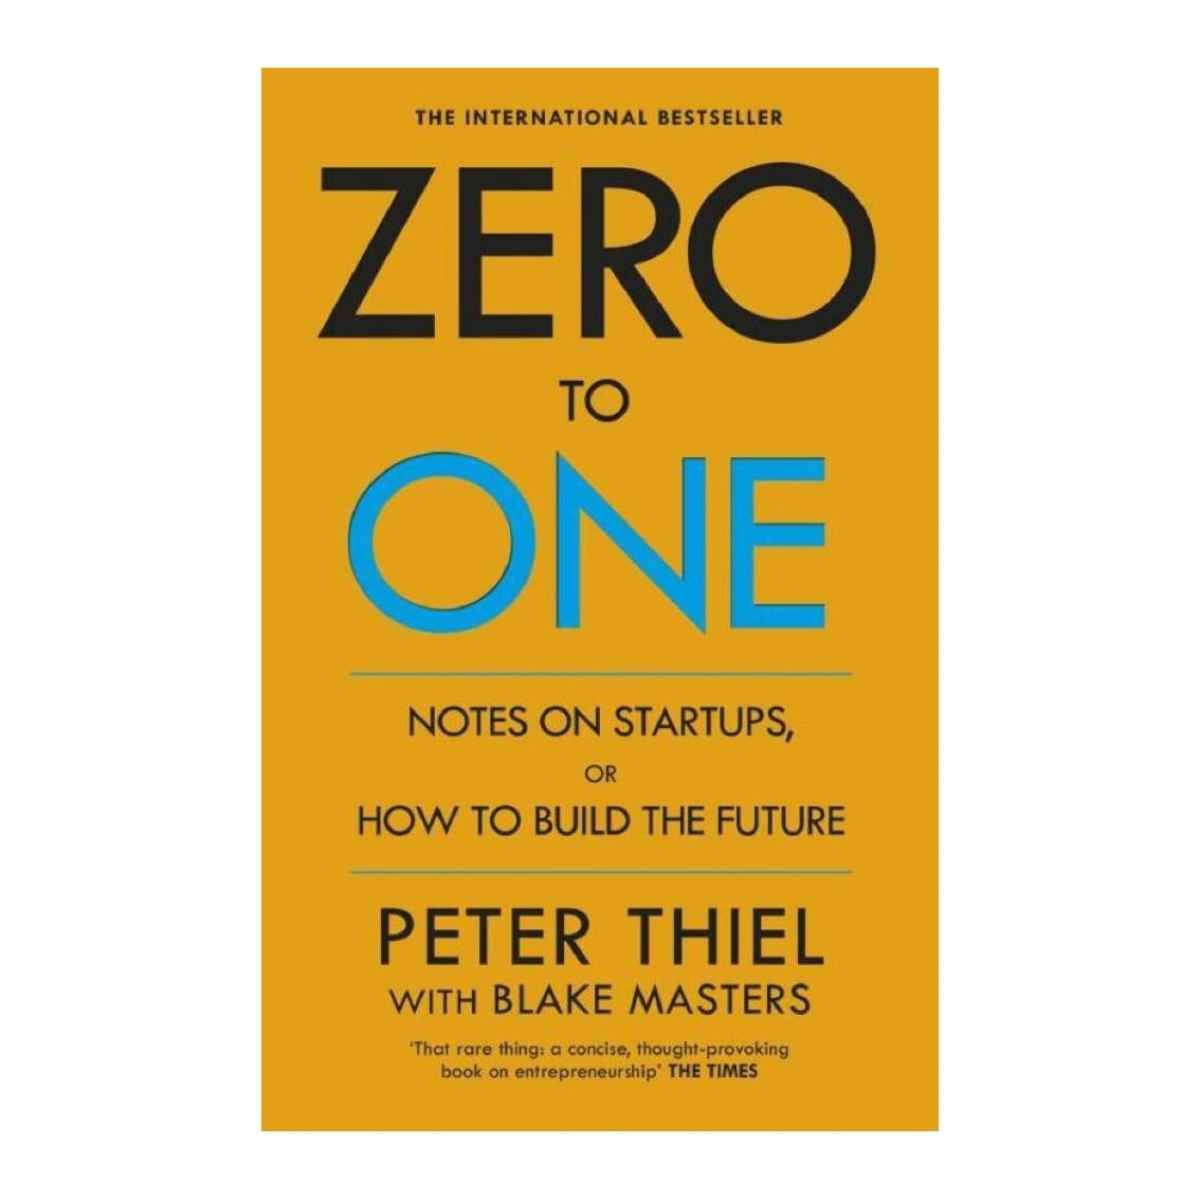 THE INTERNATIONAL BESTSELLER
ZERO
TO
ONE
NOTES ON STARTUPS,
OR
HOW TO BUILD THE FUTURE
PETER THIEL
WITH BLAKE MASTERS
‘That rare thing: a concise, thought-provoking
book on entrepreneurship’ THE TIMES